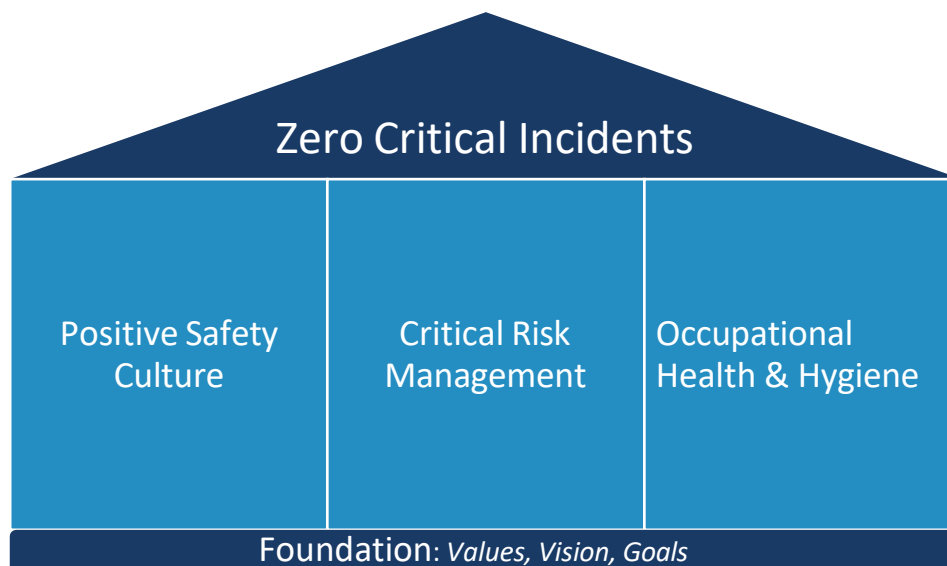 Zero Critical Incidents
Positive Safety
Culture
Critical Risk
Management
Occupational
Health & Hygiene
Foundation: Values, Vision, Goals